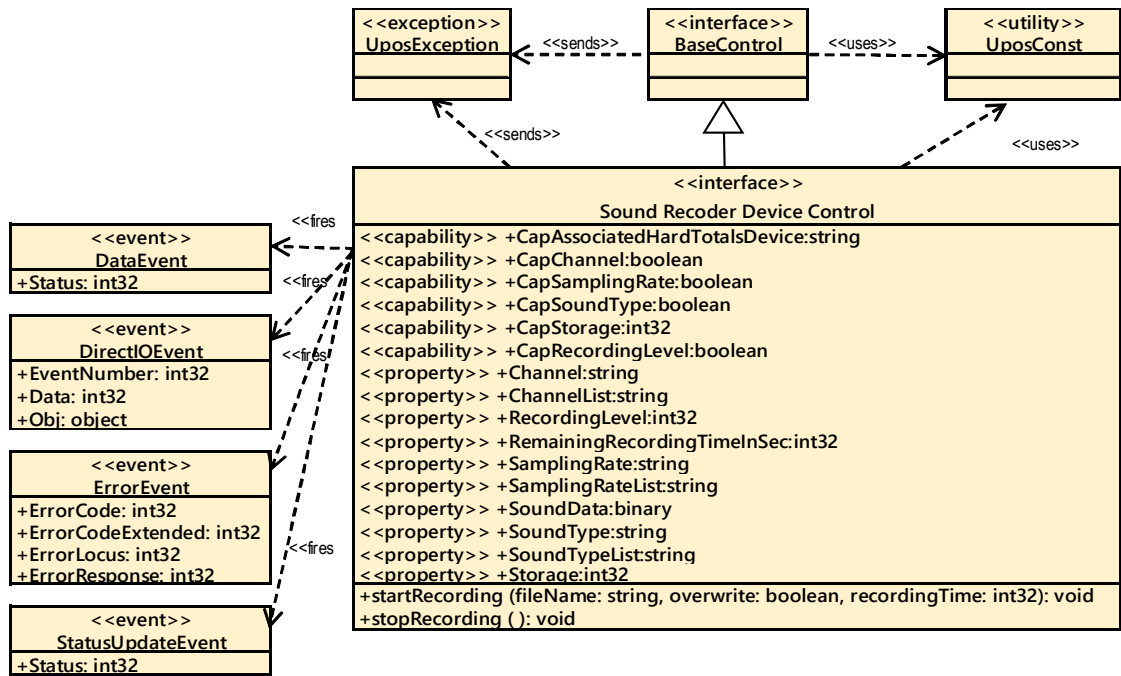 <<exception>>
UposException
<<sends>>
<<interface>>
BaseControl
<<uses>>
<<utility>>
UposConst
<<sends>>
<<uses>>
<<interface>>
Sound Recoder Device Control
<<capability>> +CapAssociatedHardTotalsDevice:string
<<capability>> +CapChannel:boolean
<<capability>> +CapSamplingRate:boolean
<<capability>> +CapSoundType:boolean
<<capability>> +CapStorage:int32
<<capability>> +CapRecordingLevel:boolean
<<property>> +Channel:string
<<property>> +ChannelList:string
<<property>> +RecordingLevel:int32
<<property>> +RemainingRecordingTimeInSec:int32
<<property>> +SamplingRate:string
<<property>> +SamplingRateList:string
<<property>> +SoundData:binary
<<property>> +SoundType:string
<<property>> +SoundTypeList:string
<<property>> +Storage:int32
+startRecording (fileName: string, overwrite: boolean, recordingTime: int32): void
+stopRecording ( ): void
<<fires
<<event>>
DataEvent
+Status: int32
<<fires
<<event>>
DirectIOEvent
+EventNumber: int32
+Data: int32
+Obj: object
<<fires
<<event>>
ErrorEvent
+ErrorCode: int32
+ErrorCodeExtended: int32
+ErrorLocus: int32
+ErrorResponse: int32
<<fires
<<event>>
StatusUpdateEvent
+Status: int32